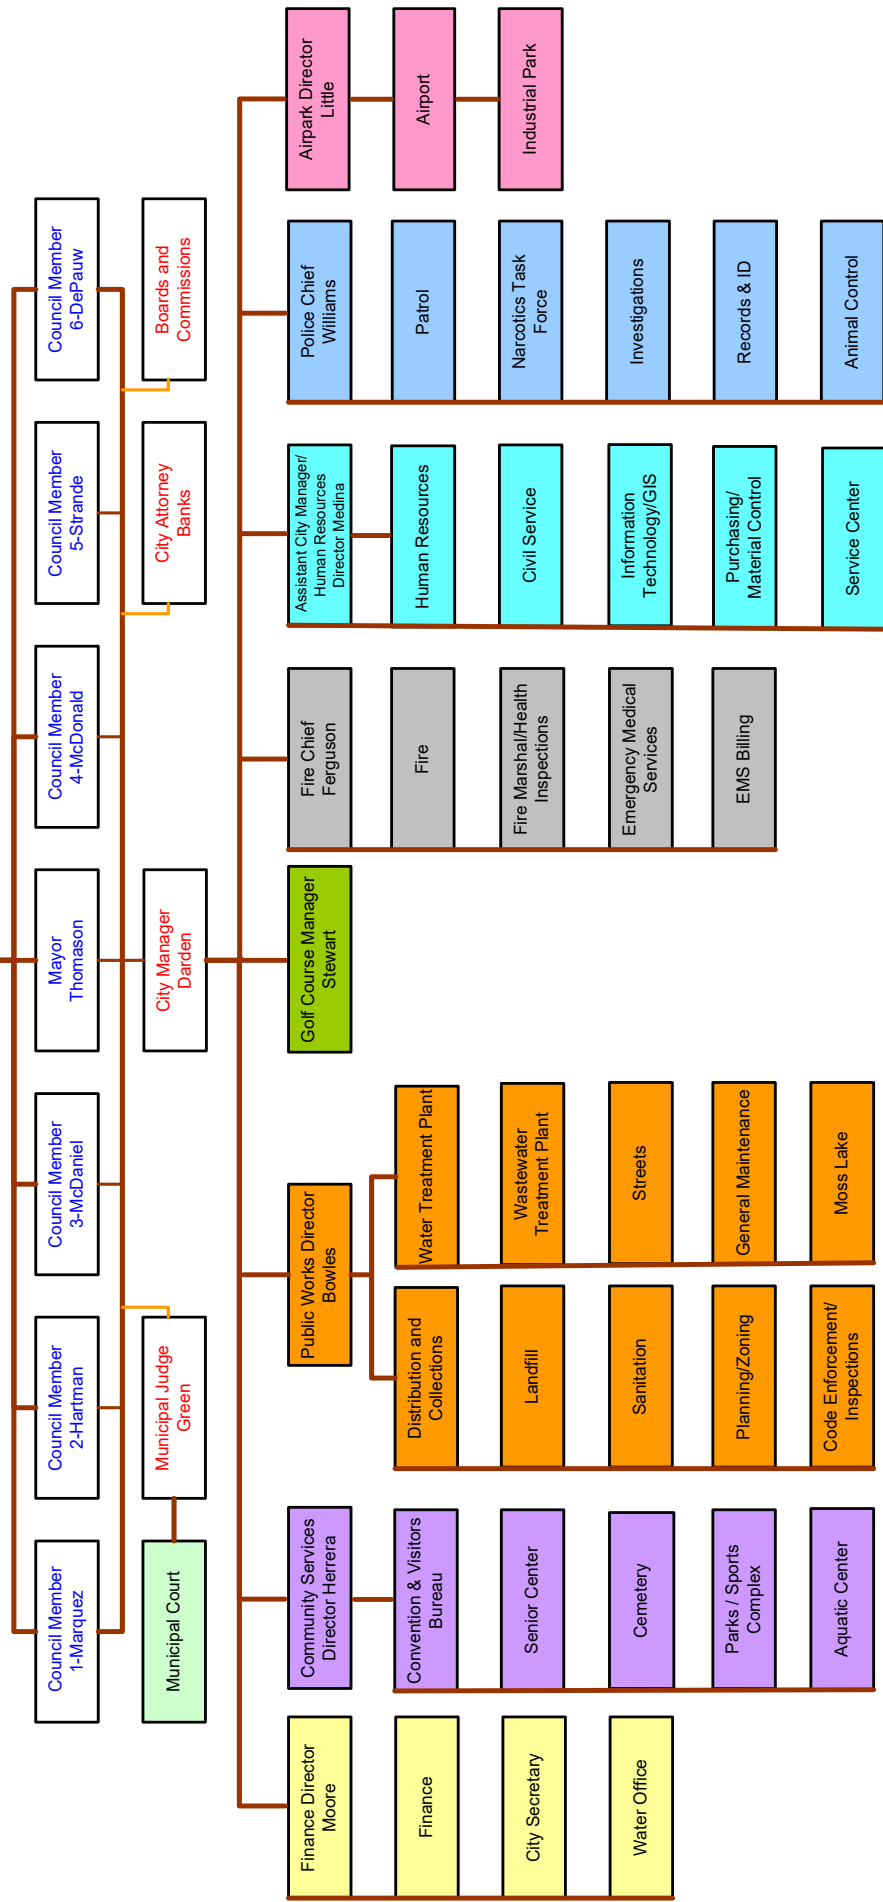 Council Member
1-Marquez
Council Member
2-Hartman
Council Member
3-McDaniel
Mayor
Thomason
Council Member
4-McDonald
Council Member
5-Strande
Council Member
6-DePauw
Municipal Court
Municipal Judge
Green
City Manager
Darden
City Attorney
Banks
Boards and
Commissions
Finance Director
Moore
Community Services
Director Herrera
Public Works Director
Bowles
Golf Course Manager
Stewart
Fire Chief
Ferguson
Assistant City Manager/
Human Resources
Director Medina
Police Chief
Williams
Airpark Director
Little
Finance
Convention & Visitors
Bureau
Distribution and
Collections
Water Treatment Plant
Fire
Human Resources
Patrol
Airport
City Secretary
Senior Center
Landfill
Wastewater
Treatment Plant
Fire Marshal/Health
Inspections
Civil Service
Narcotics Task
Force
Industrial Park
Water Office
Cemetery
Sanitation
Streets
Emergency Medical
Services
Information
Technology/GIS
Investigations
Parks / Sports
Complex
Planning/Zoning
General Maintenance
EMS Billing
Purchasing/
Material Control
Records & ID
Aquatic Center
Code Enforcement/
Inspections
Moss Lake
Service Center
Animal Control